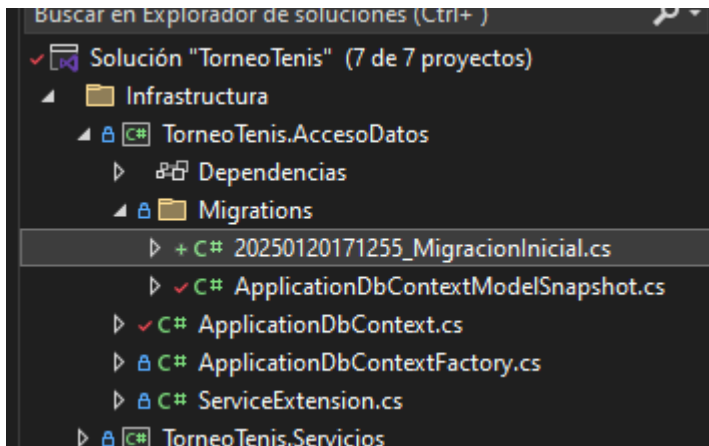 Buscar en Explorador de soluciones (Ctrl+ )
Solución "TorneoTenis" (7 de 7 proyectos)
Infrastructura
C# TorneoTenis.AccesoDatos
Dependencias
Migrations
+ C# 20250120171255_MigracionInicial.cs
C# ApplicationDbContextModelSnapshot.cs
C# ApplicationDbContext.cs
C# ApplicationDbContextFactory.cs
C# ServiceExtension.cs
C# TorneoTenis.Servicios